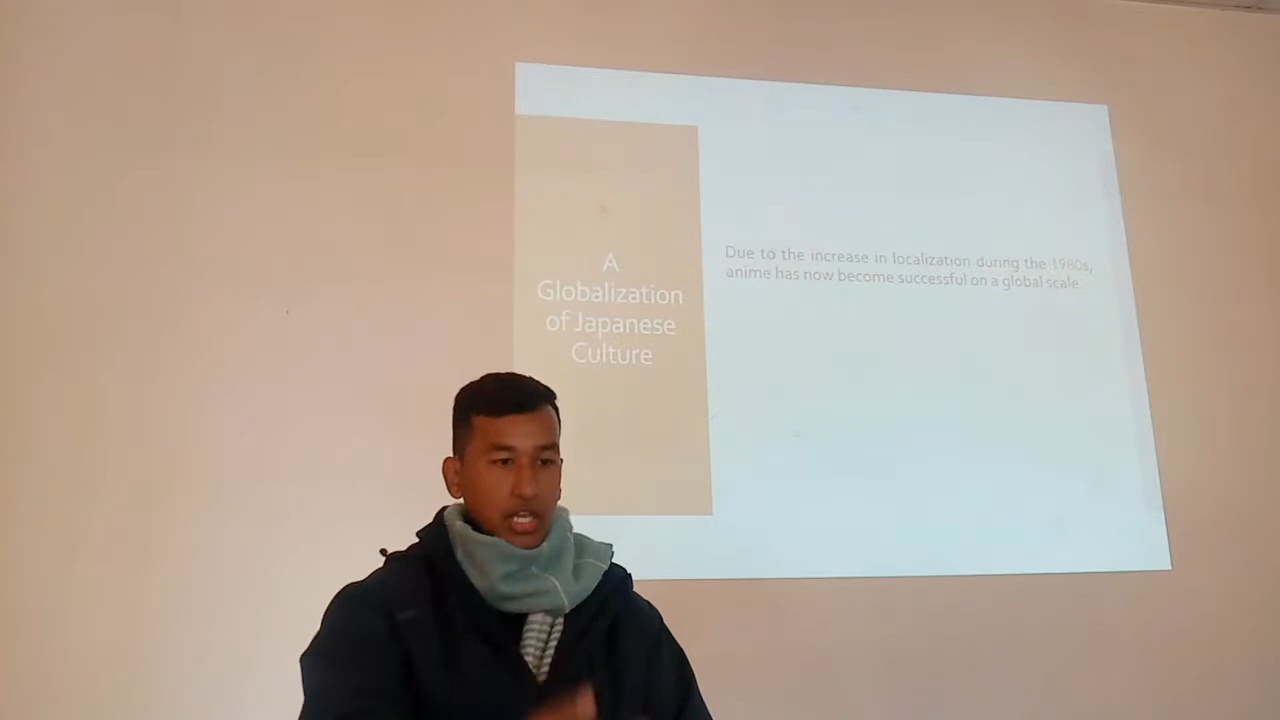 A
Globalization
of Japanese
Culture
Due to the increase in localization during the 1980s,
anime has now become successful on a global scale.